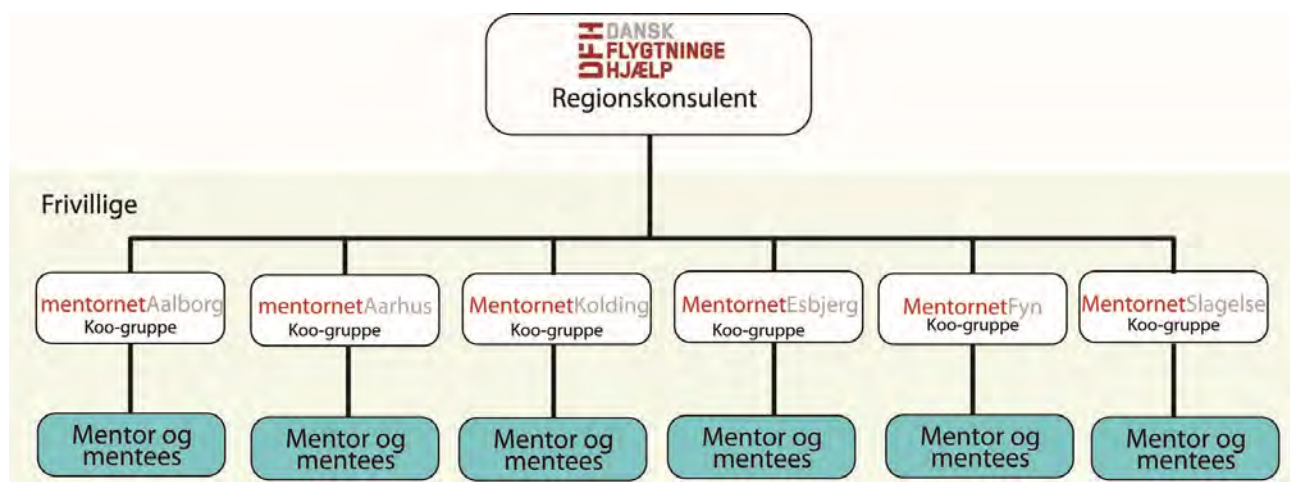 DFH DANSK
FLYGTNINGE
HJÆLP
Regionskonsulent
Frivillige
mentornetAalborg
Koo-gruppe
mentornetAarhus
Koo-gruppe
MentornetKolding
Koo-gruppe
MentornetEsbjerg
Koo-gruppe
MentornetFyn
Koo-gruppe
MentornetSlagelse
Koo-gruppe
Mentor og
mentees
Mentor og
mentees
Mentor og
mentees
Mentor og
mentees
Mentor og
mentees
Mentor og
mentees